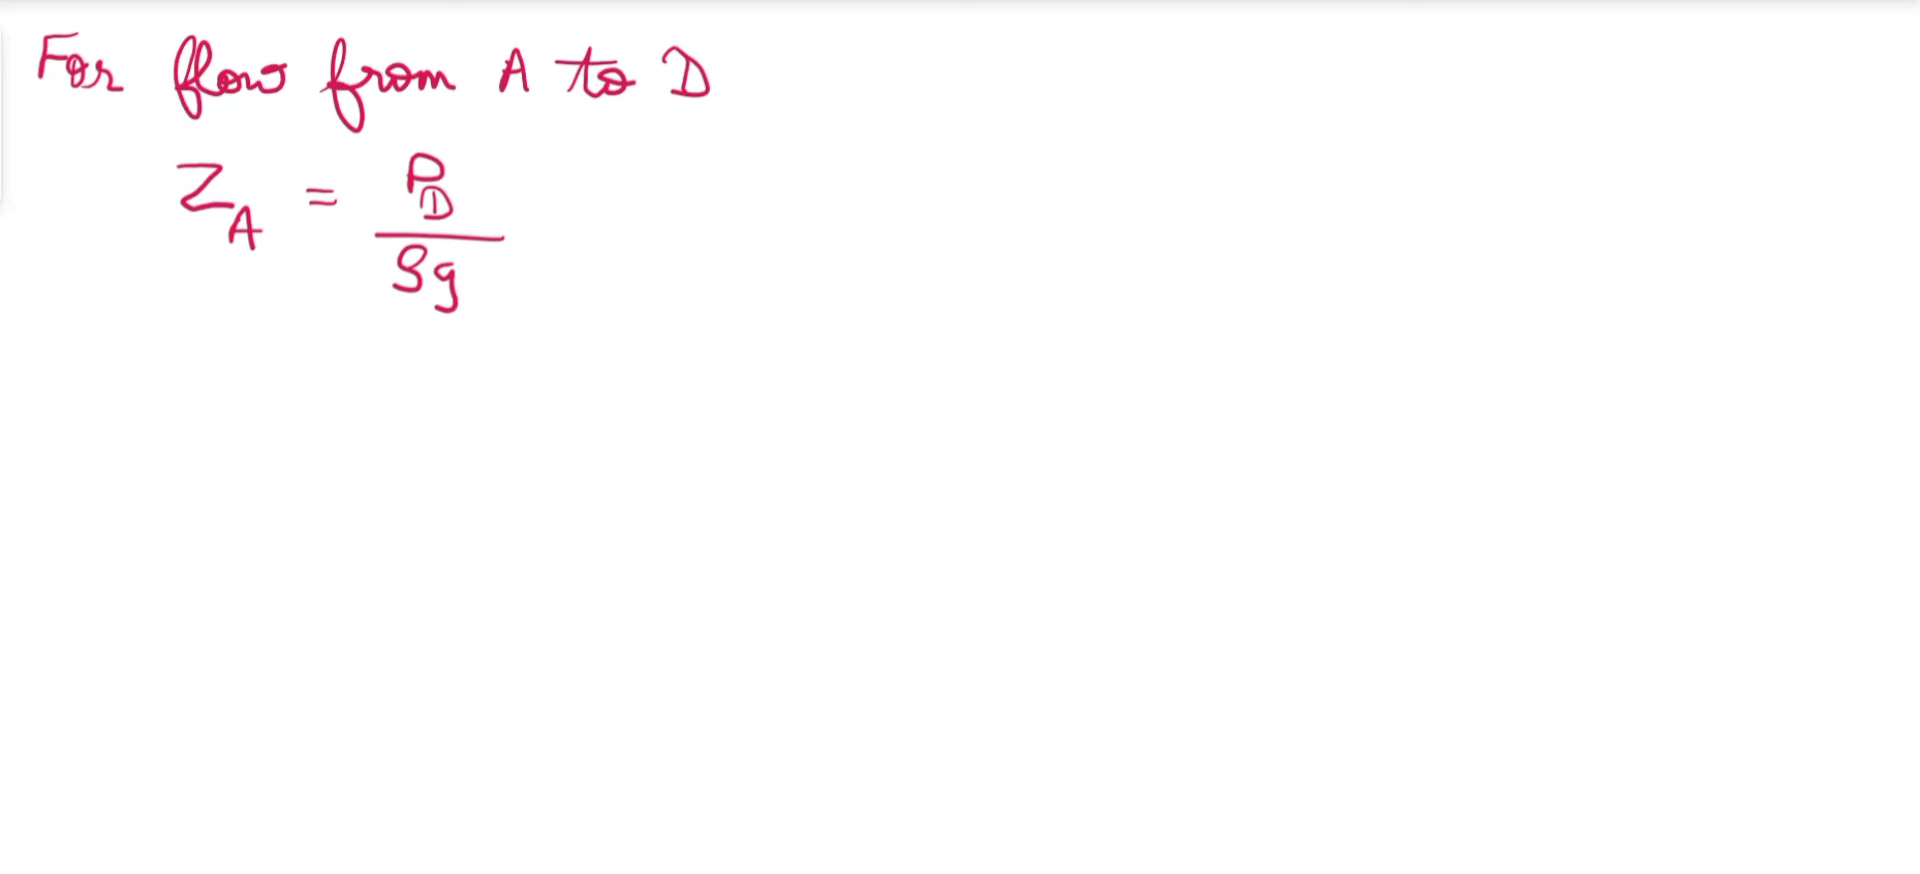 For flow from A to D
Z_A = P_D / ρg